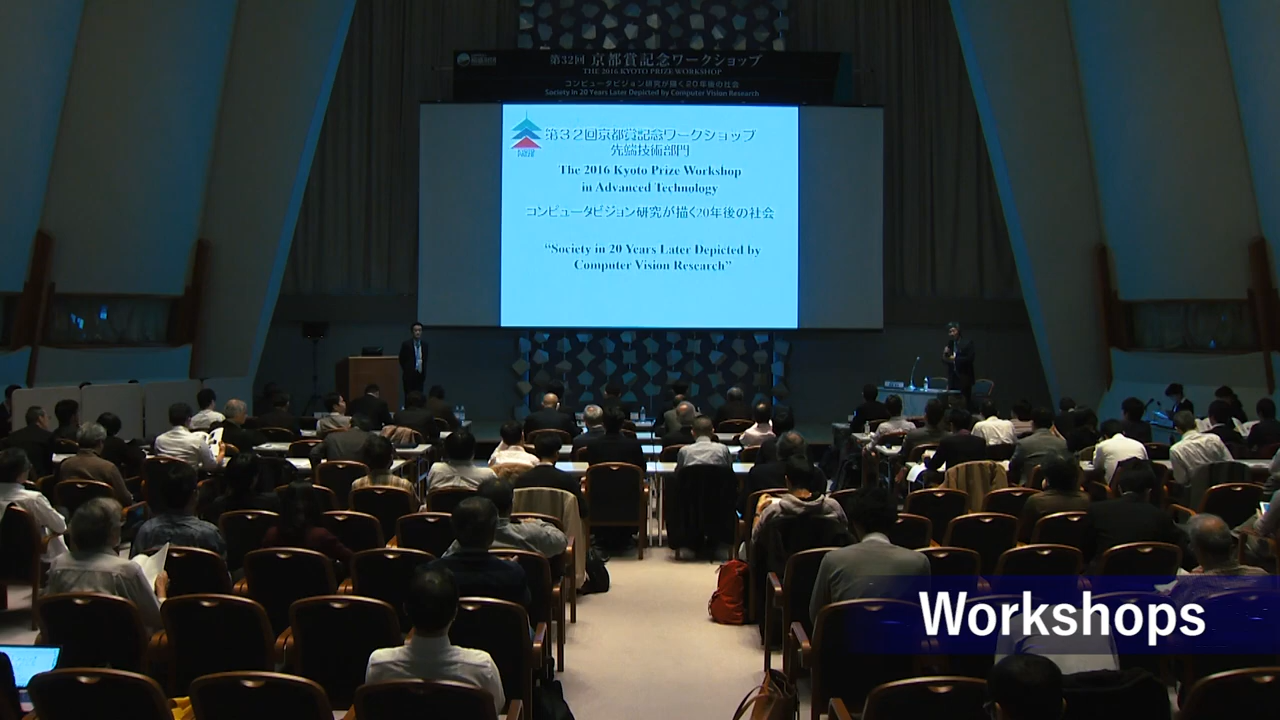 第32回 京都賞記念ワークショップ
THE 2016 KYOTO PRIZE WORKSHOP
コンピュータビジョン研究が描く20年後の社会
Society in 20 Years Later Depicted by Computer Vision Research
第32回京都賞記念ワークショップ
先端技術部門
The 2016 Kyoto Prize Workshop
in Advanced Technology
コンピュータビジョン研究が描く20年後の社会
“Society in 20 Years Later Depicted by
Computer Vision Research”
Workshops